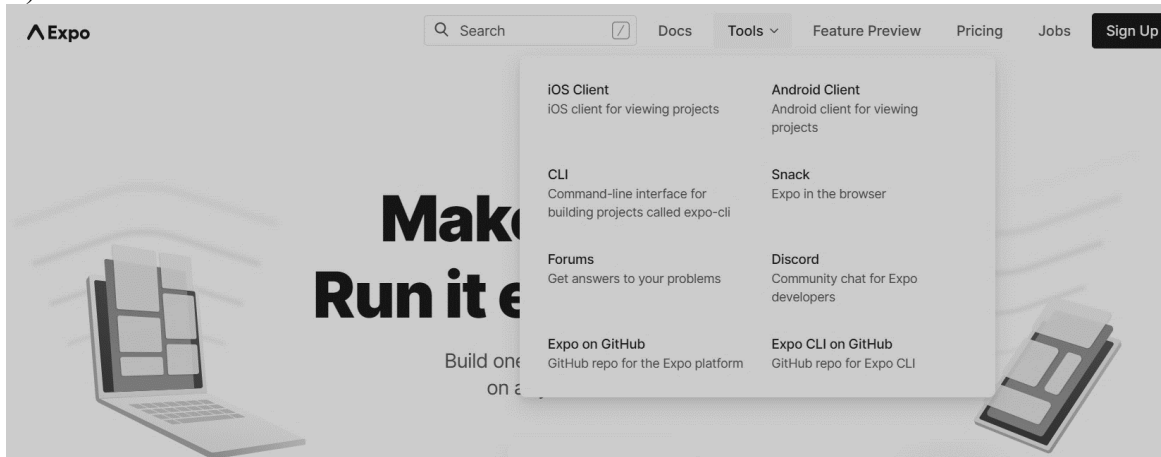 Expo
Search
/
Docs
Tools
Feature Preview
Pricing
Jobs
Sign Up
iOS Client
iOS client for viewing projects
Android Client
Android client for viewing
projects
CLI
Command-line interface for
building projects called expo-cli
Snack
Expo in the browser
Forums
Get answers to your problems
Discord
Community chat for Expo
developers
Expo on GitHub
GitHub repo for the Expo platform
Expo CLI on GitHub
GitHub repo for Expo CLI
Run it
Build
on